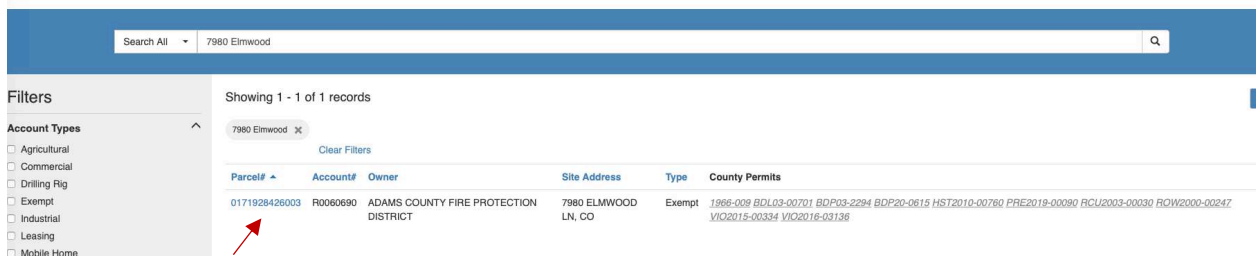 Search All 7980 Elmwood
Filters
Account Types
Agricultural
Commercial
Drilling Rig
Exempt
Industrial
Leasing
Mobile Home
Showing 1 - 1 of 1 records
7980 Elmwood
Clear Filters
Parcel# Account# Owner Site Address Type County Permits
0171928426003 R0060690 ADAMS COUNTY FIRE PROTECTION 7980 ELMWOOD Exempt 1966-009 BDL03-00701 BDP03-2294 BDP20-0615 HST2010-00760 PRE2019-00090 RCU2003-00030 ROW2000-00247
DISTRICT LN, CO VIO2015-00334 VIO2016-03136